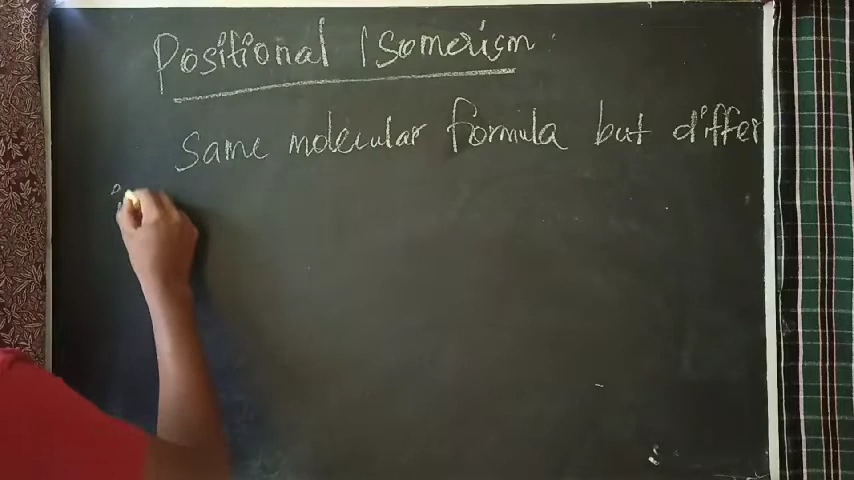 Positional Isomerism
Same molecular formula but differ